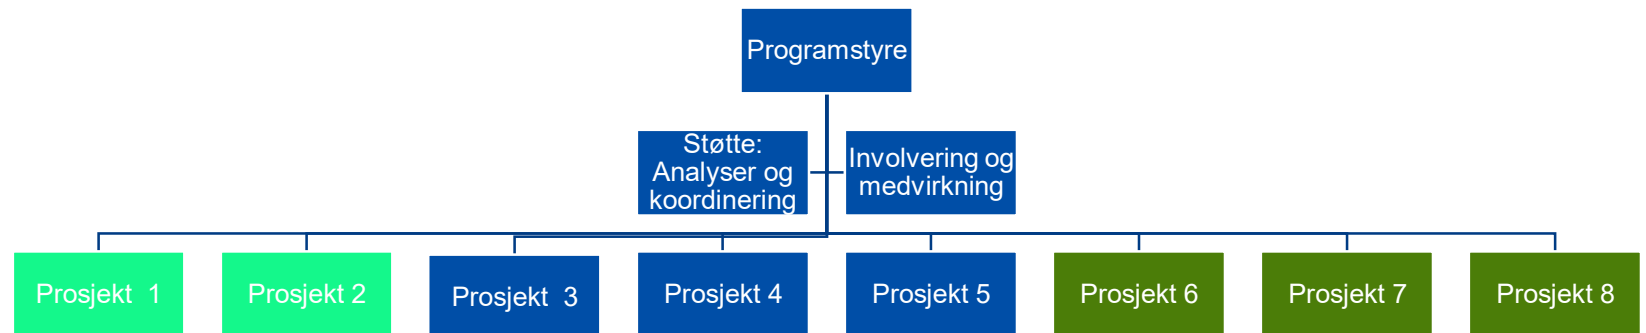 Programstyre
Støtte:
Analyser og
koordinering
Involvering og
medvirkning
Prosjekt  1
Prosjekt 2
Prosjekt  3
Prosjekt 4
Prosjekt 5
Prosjekt 6
Prosjekt 7
Prosjekt 8